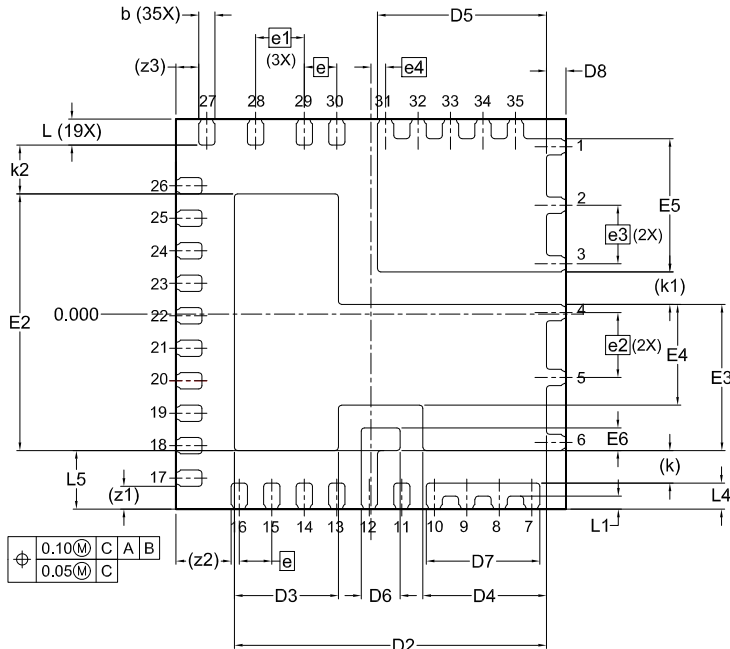 D5
b (35X)
e1
(3X)
e
e4
(z3)
D8
27
28
29
30
31
32
33
34
35
L (19X)
k2
1
26
25
24
23
22
21
20
19
18
17
2
3
4
5
6
e3 (2X)
E5
(k1)
E2
0.000
e2 (2X)
E4
E3
E6
(k)
L5
(z1)
L4
L1
16
15
14
13
12
11
10
9
8
7
0.10Ⓜ C A B
0.05Ⓜ C
(z2)
e
D7
D3
D6
D4
D2